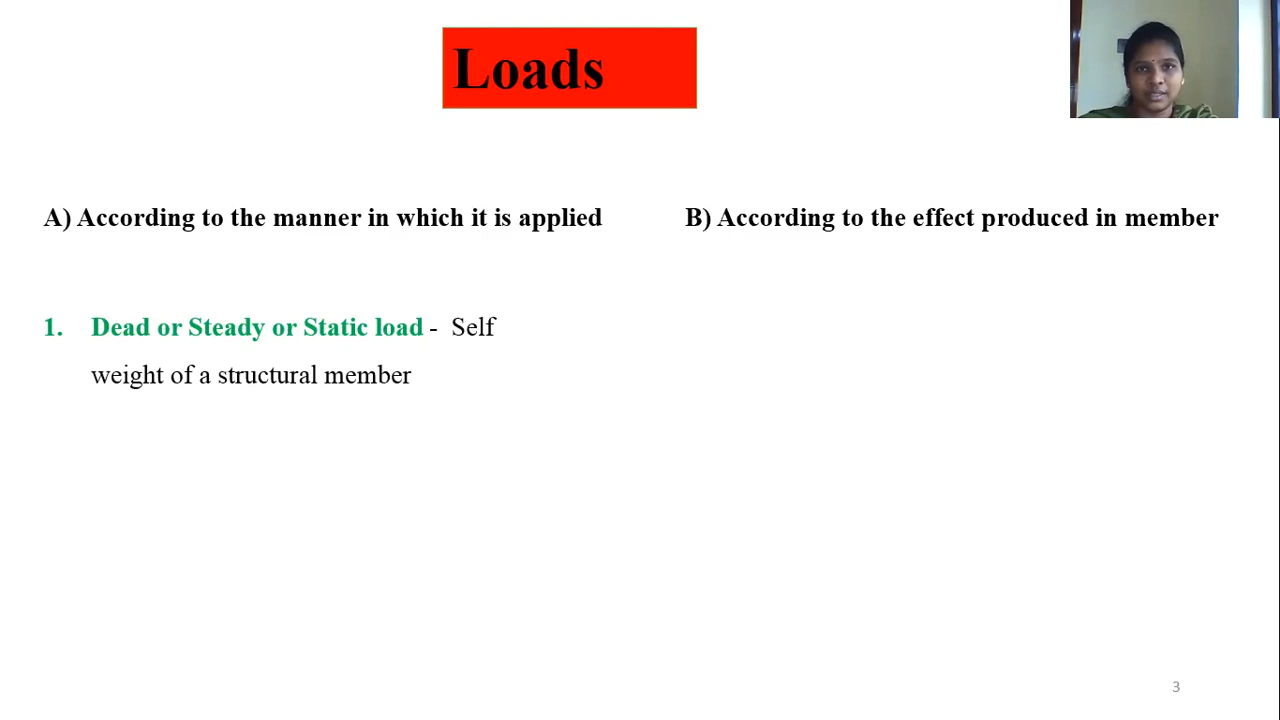 Loads
A) According to the manner in which it is applied
B) According to the effect produced in member
1. Dead or Steady or Static load - Self
weight of a structural member
3